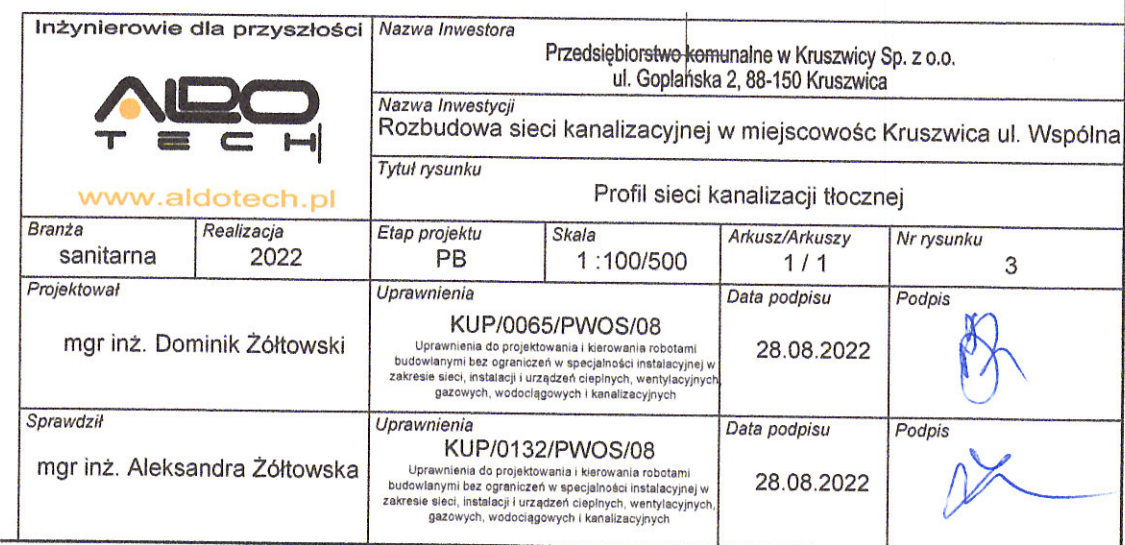 Inżynierowie dla przyszłości
ALDO
TECH
www.aldotech.pl
Nazwa Inwestora
Przedsiębiorstwo komunalne w Kruszwicy Sp. z o.o.
ul. Goplańska 2, 88-150 Kruszwica
Nazwa Inwestycji
Rozbudowa sieci kanalizacyjnej w miejscowośc Kruszwica ul. Wspólna
Tytuł rysunku
Profil sieci kanalizacji tłocznej
Branża
sanitarna
Realizacja
2022
Etap projektu
PB
Skala
1 :100/500
Arkusz/Arkuszy
1 / 1
Nr rysunku
3
Projektował
mgr inż. Dominik Żółtowski
Uprawnienia
KUP/0065/PWOS/08
Uprawnienia do projektowania i kierowania robotami
budowlanymi bez ograniczeń w specjalności instalacyjnej w
zakresie sieci, instalacji i urządzeń cieplnych, wentylacyjnych,
gazowych, wodociągowych i kanalizacyjnych
Data podpisu
28.08.2022
Podpis
Sprawdził
mgr inż. Aleksandra Żółtowska
Uprawnienia
KUP/0132/PWOS/08
Uprawnienia do projektowania i kierowania robotami
budowlanymi bez ograniczeń w specjalności instalacyjnej w
zakresie sieci, instalacji i urządzeń cieplnych, wentylacyjnych,
gazowych, wodociągowych i kanalizacyjnych
Data podpisu
28.08.2022
Podpis